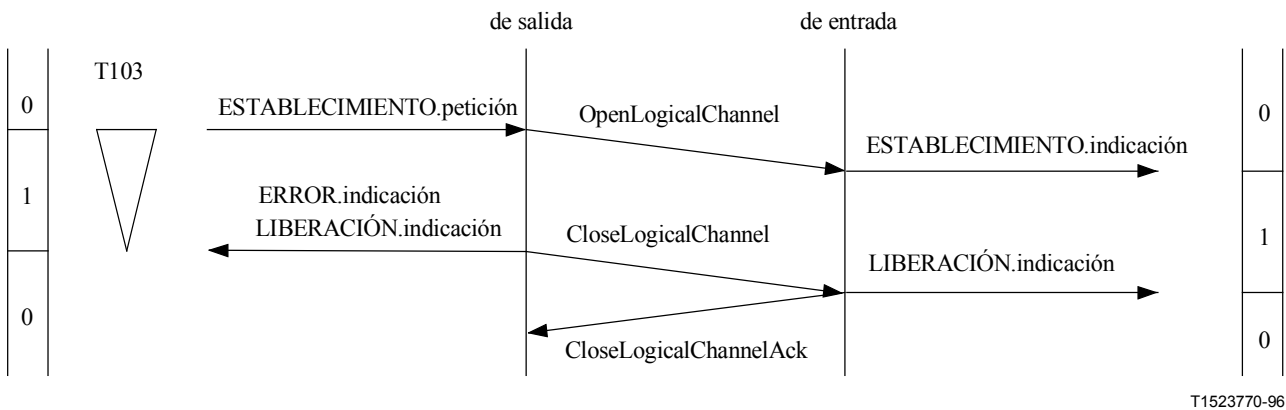 de salida
de entrada
T103
0
ESTABLECIMIENTO.petición
OpenLogicalChannel
0
ESTABLECIMIENTO.indicación
1
ERROR.indicación
LIBERACIÓN.indicación
CloseLogicalChannel
1
LIBERACIÓN.indicación
0
CloseLogicalChannelAck
0
T1523770-96